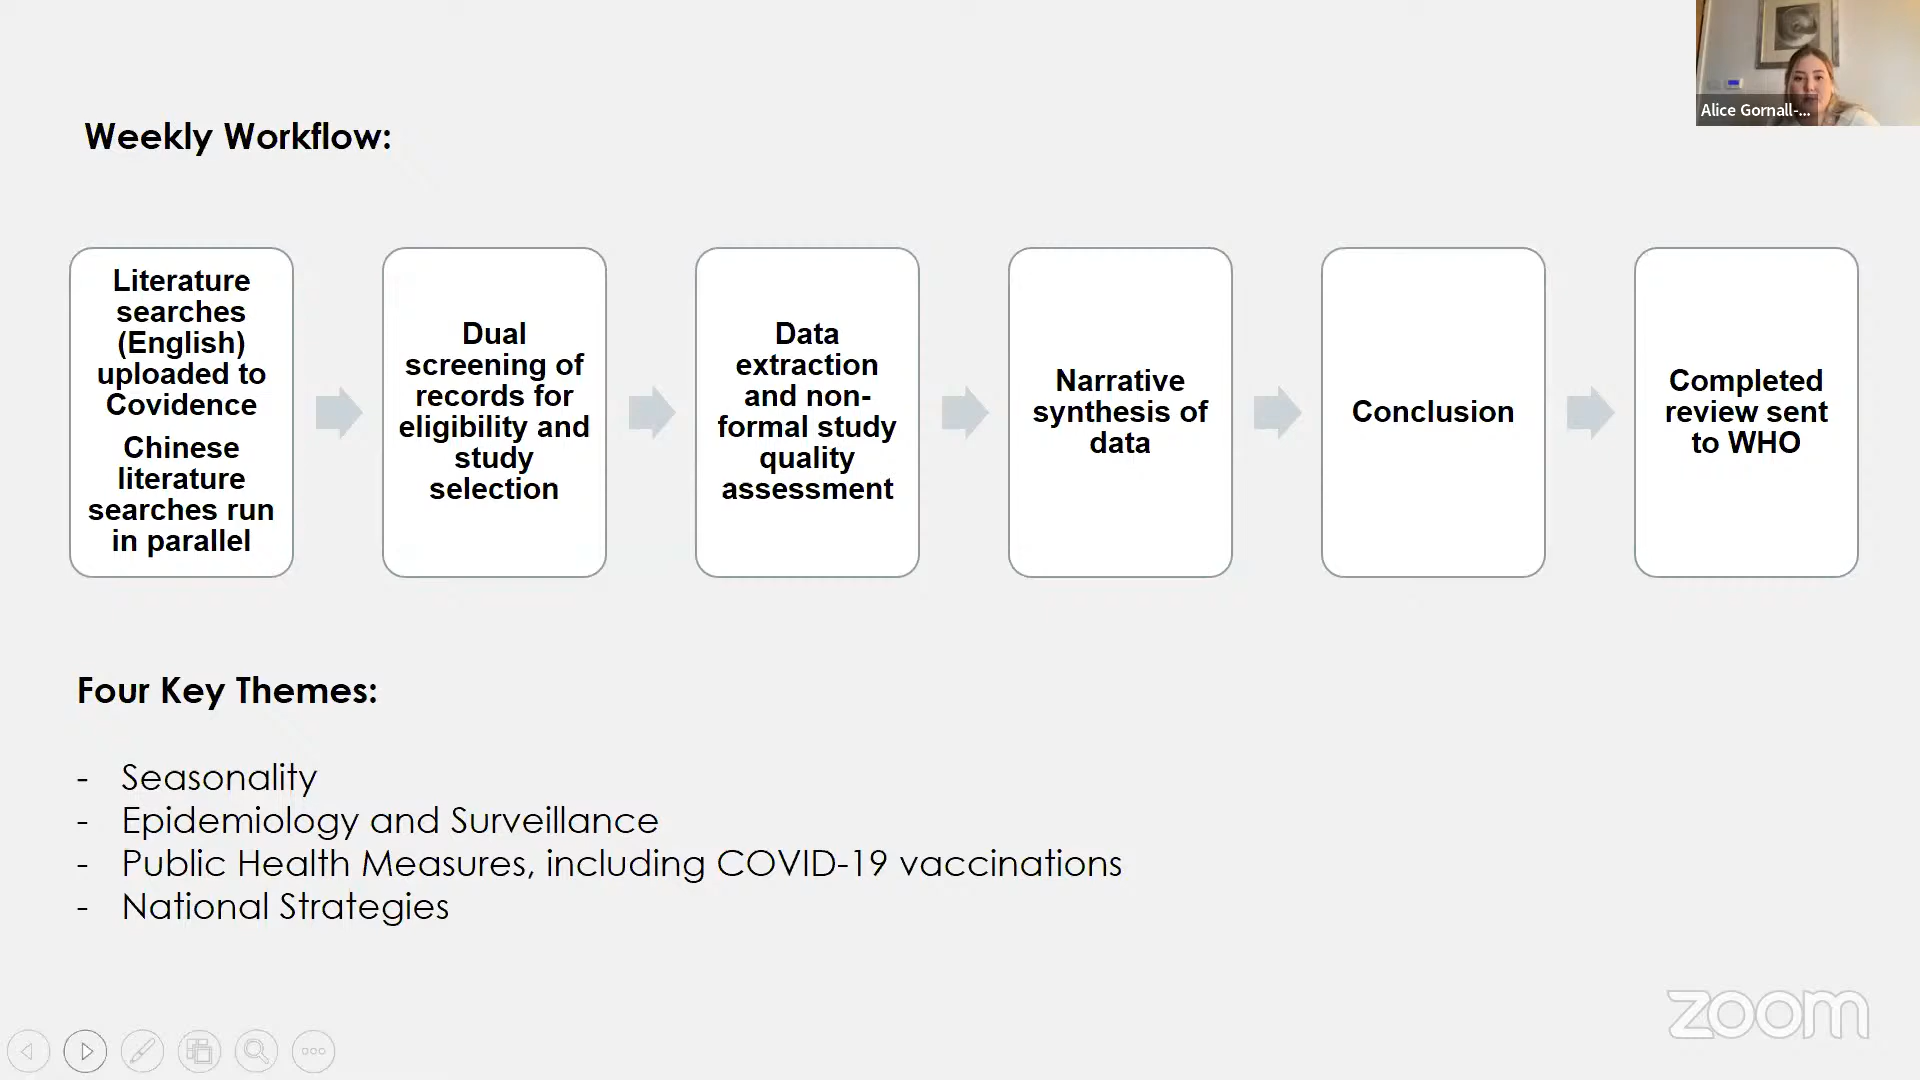 Alice Gornall-...
Weekly Workflow:
Literature
searches
(English)
uploaded to
Covidence
Chinese
literature
searches run
in parallel
Dual
screening of
records for
eligibility and
study
selection
Data
extraction
and non-
formal study
quality
assessment
Narrative
synthesis of
data
Conclusion
Completed
review sent
to WHO
Four Key Themes:
- Seasonality
- Epidemiology and Surveillance
- Public Health Measures, including COVID-19 vaccinations
- National Strategies
zoom